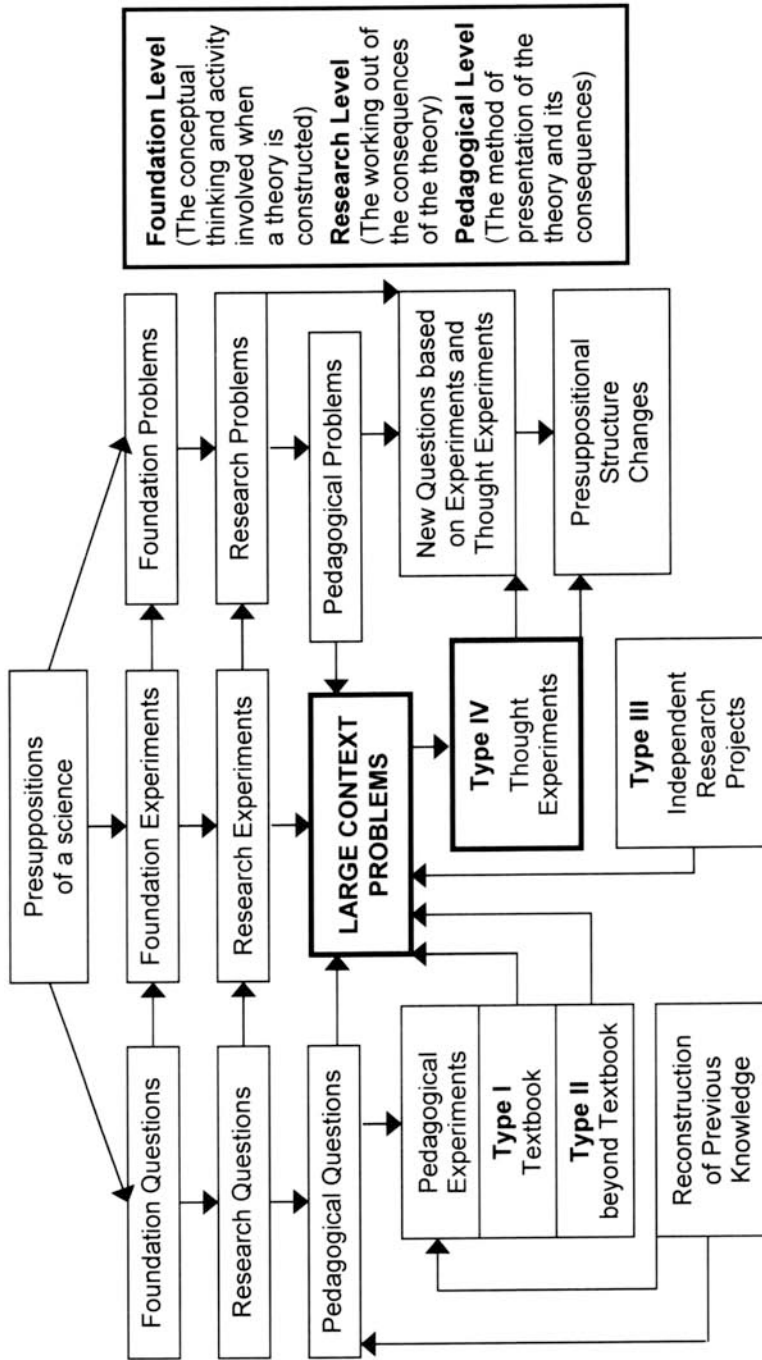 Presuppositions
of a science
Foundation Questions
Foundation Experiments
Foundation Problems
Research Questions
Research Experiments
Research Problems
Pedagogical Questions
LARGE CONTEXT
PROBLEMS
Pedagogical Problems
Pedagogical
Experiments
Type I
Textbook
Type II
beyond Textbook
Type IV
Thought
Experiments
New Questions based
on Experiments and
Thought Experiments
Reconstruction
of Previous
Knowledge
Type III
Independent
Research
Projects
Presuppositional
Structure
Changes
Foundation Level
(The conceptual
thinking and activity
involved when
a theory is
constructed)
Research Level
(The working out of
the consequences
of the theory)
Pedagogical Level
(The method of
presentation of the
theory and its
consequences)